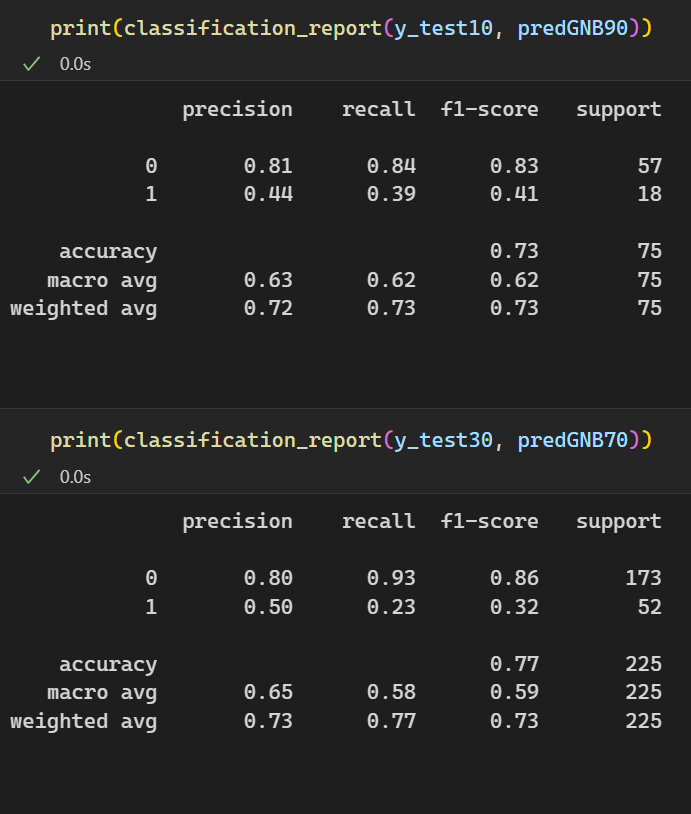 print(classification_report(y_test10, predGNB90))
0.0s
precision recall f1-score support
0 0.81 0.84 0.83 57
1 0.44 0.39 0.41 18
accuracy 0.73 75
macro avg 0.63 0.62 0.62 75
weighted avg 0.72 0.73 0.73 75
print(classification_report(y_test30, predGNB70))
0.0s
precision recall f1-score support
0 0.80 0.93 0.86 173
1 0.50 0.23 0.32 52
accuracy 0.77 225
macro avg 0.65 0.58 0.59 225
weighted avg 0.73 0.77 0.73 225